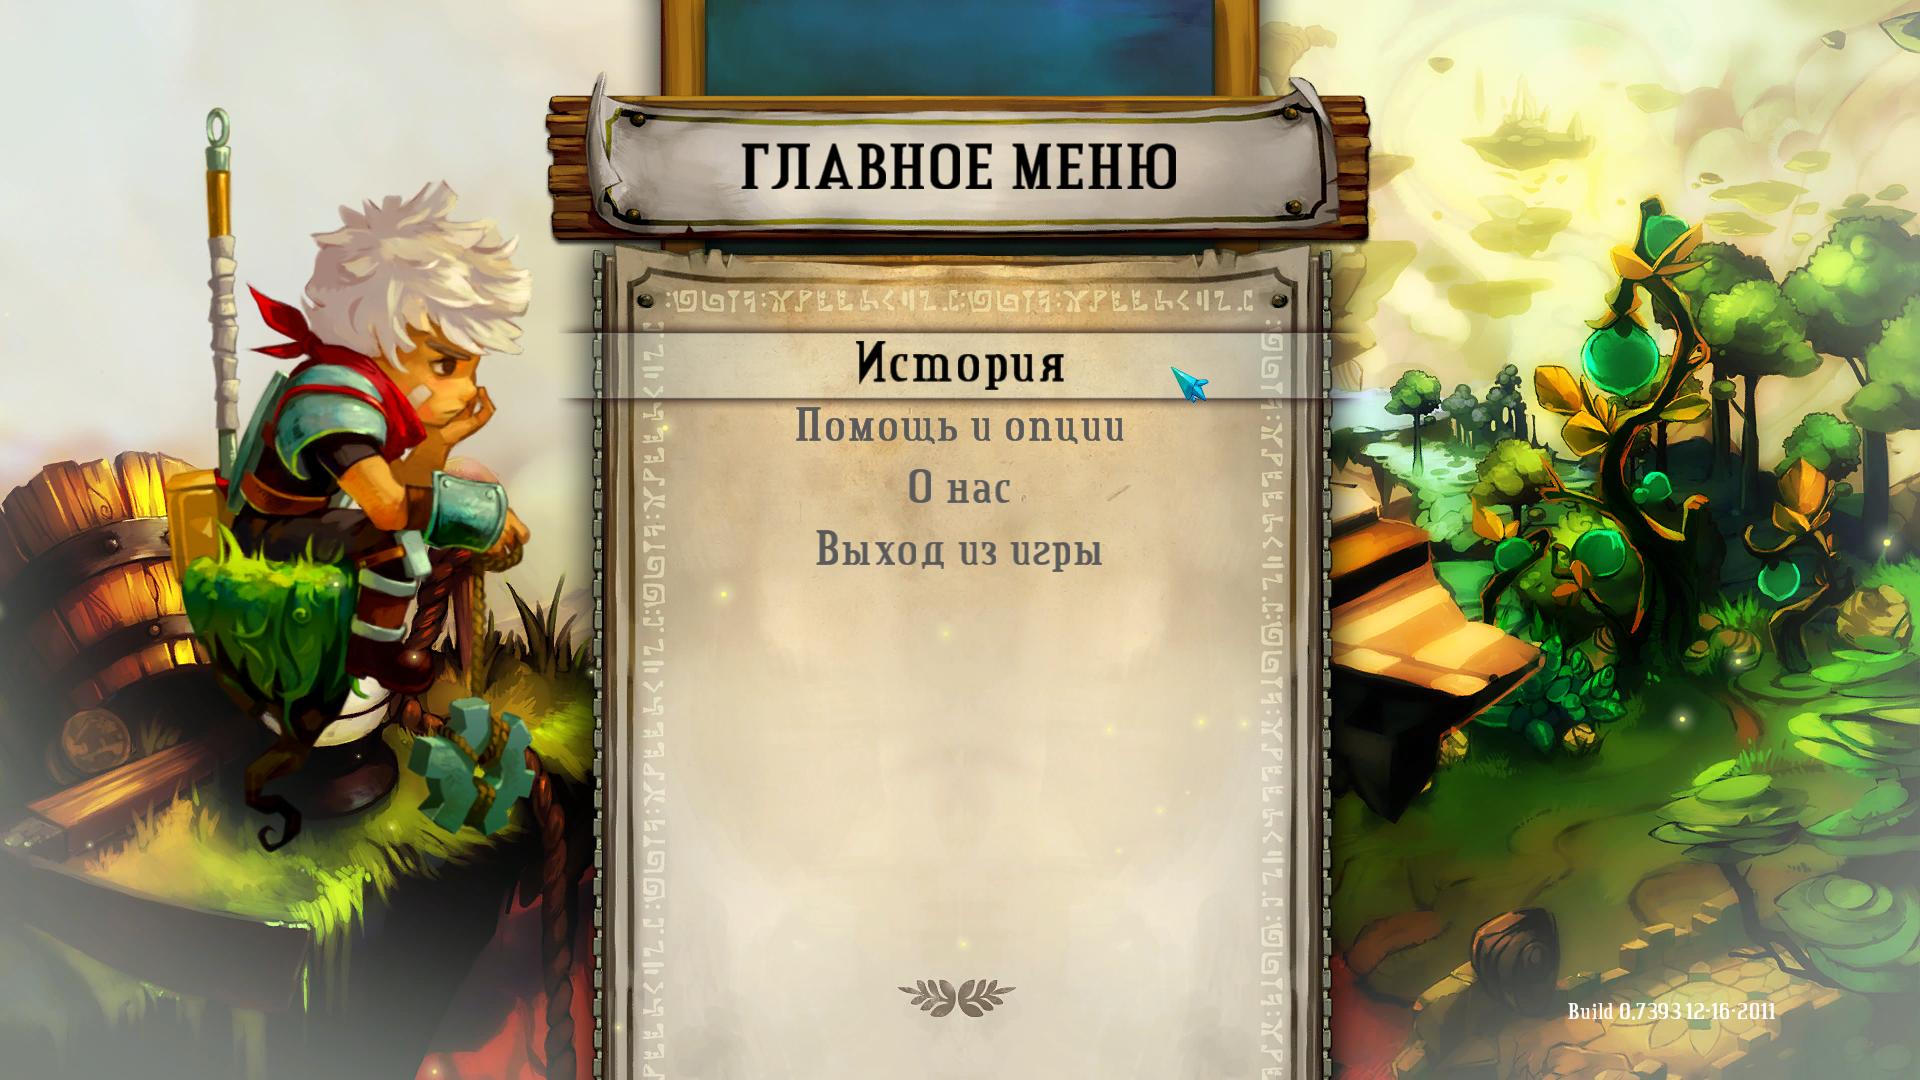 ГЛАВНОЕ МЕНЮ
История
Помощь и опции
О нас
Выход из игры
Build 0.7393 12-16-2011